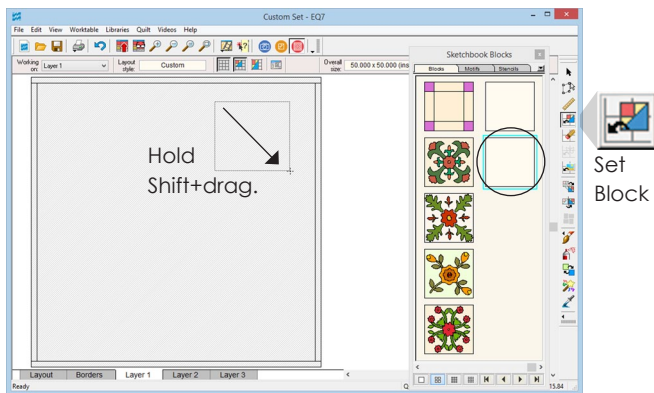 Custom Set - EQ7
File Edit View Worktable Libraries Quilt Videos Help
Working on: Layer 1 Layout style: Custom Overall size: 50.000 x 50.000 (ins
Sketchbook Blocks
Blocks Motifs Stencils
Hold
Shift+drag.
Set
Block
Layout Borders Layer 1 Layer 2 Layer 3
Ready 15.84